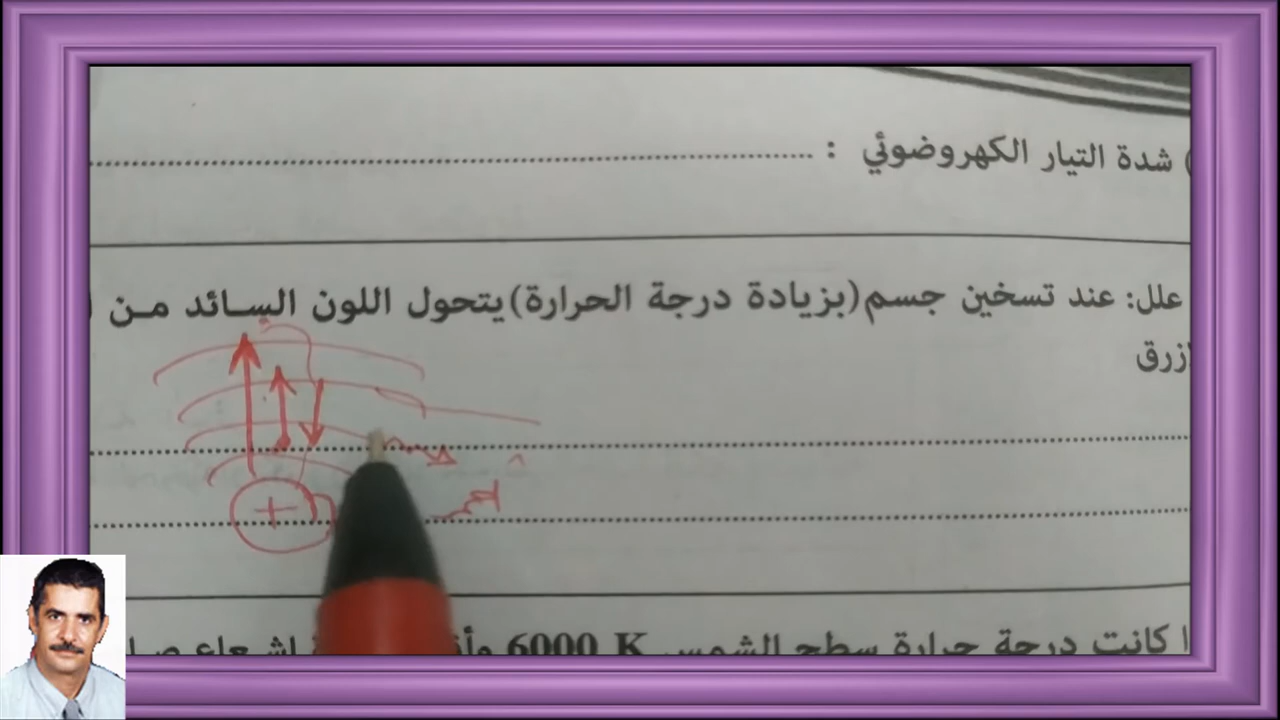 ) شدة التيار الكهروضوئي :
علل: عند تسخين جسم(بزيادة درجة الحرارة)يتحول اللون السائد من
ازرق
كانت درجة حرارة سطح الشمس 6000 K